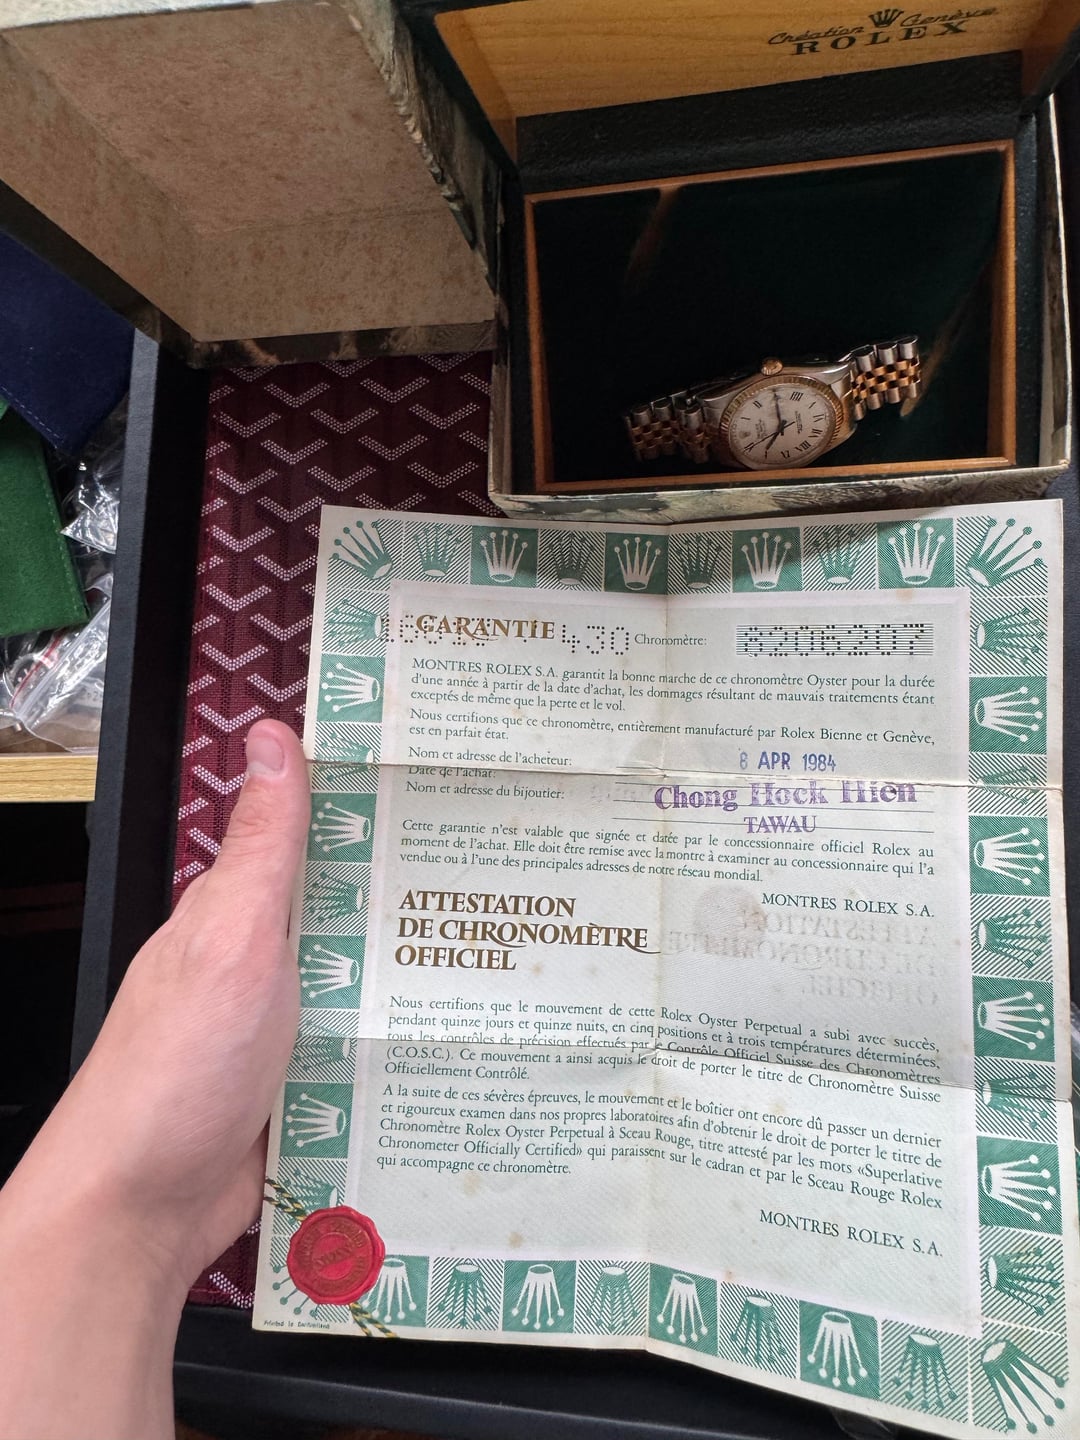 Création Genève
ROLEX
GARANTIE
430
Chronomètre:
8206207
MONTRES ROLEX S.A. garantit la bonne marche de ce chronomètre Oyster pour la durée
d'une année à partir de la date d'achat, les dommages résultant de mauvais traitements étant
exceptés de même que la perte et le vol.
Nous certifions que ce chronomètre, entièrement manufacturé par Rolex Bienne et Genève,
est en parfait état.
Nom et adresse de l'acheteur:
8 APR 1984
Date de l'achat:
Nom et adresse du bijoutier:
Chong Hock Hien
TAWAU
Cette garantie n'est valable que signée et datée par le concessionnaire officiel Rolex au
moment de l'achat. Elle doit être remise avec la montre à examiner au concessionnaire qui l'a
vendue ou à l'une des principales adresses de notre réseau mondial.
MONTRES ROLEX S.A.
ATTESTATION
DE CHRONOMÈTRE
OFFICIEL
Nous certifions que le mouvement de cette Rolex Oyster Perpetual a subi avec succès,
pendant quinze jours et quinze nuits, en cinq positions et à trois températures déterminées,
tous les contrôles de précision effectués par le Contrôle Officiel Suisse des Chronomètres
(C.O.S.C.). Ce mouvement a ainsi acquis le droit de porter le titre de Chronomètre Suisse
Officiellement Contrôlé.
A la suite de ces sévères épreuves, le mouvement et le boîtier ont encore dû passer un dernier
et rigoureux examen dans nos propres laboratoires afin d'obtenir le droit de porter le titre de
Chronomètre Rolex Oyster Perpetual à Sceau Rouge, titre attesté par les mots «Superlative
Chronometer Officially Certified» qui paraissent sur le cadran et par le Sceau Rouge Rolex
qui accompagne ce chronomètre.
MONTRES ROLEX S.A.
Printed in Switzerland